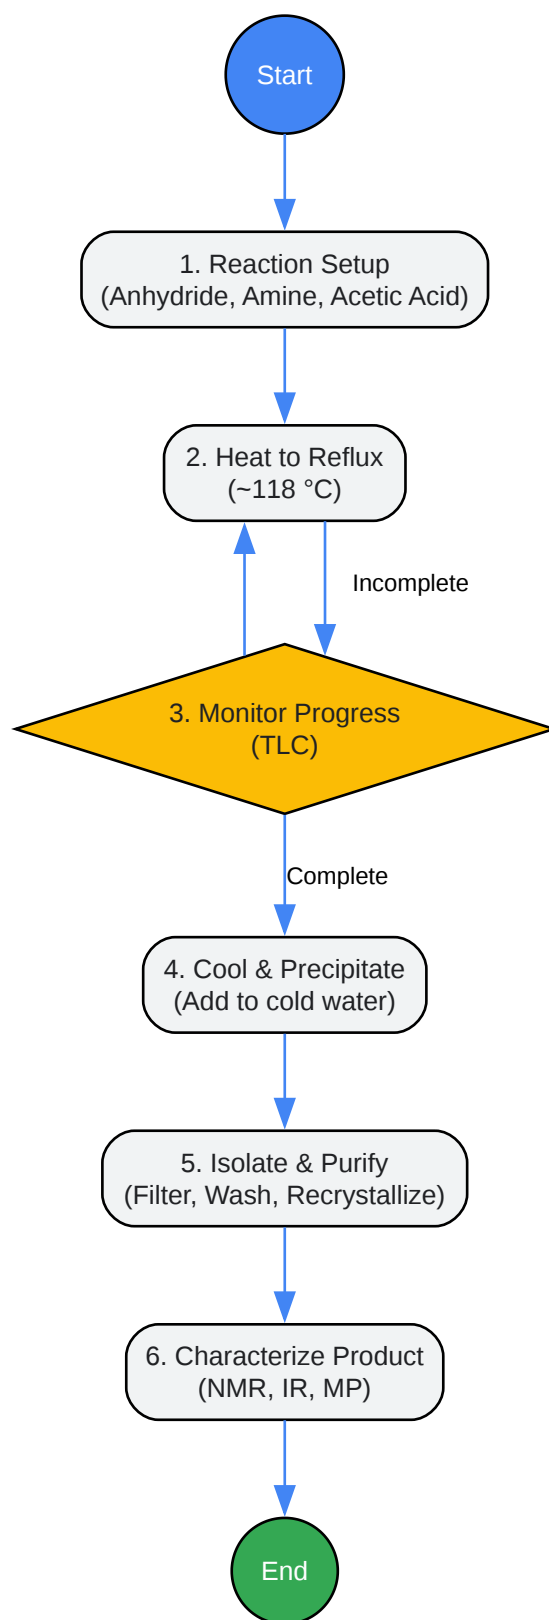 Start
1. Reaction Setup
(Anhydride, Amine, Acetic Acid)
2. Heat to Reflux
(~118 °C)
Incomplete
3. Monitor Progress
(TLC)
Complete
4. Cool & Precipitate
(Add to cold water)
5. Isolate & Purify
(Filter, Wash, Recrystallize)
6. Characterize Product
(NMR, IR, MP)
End